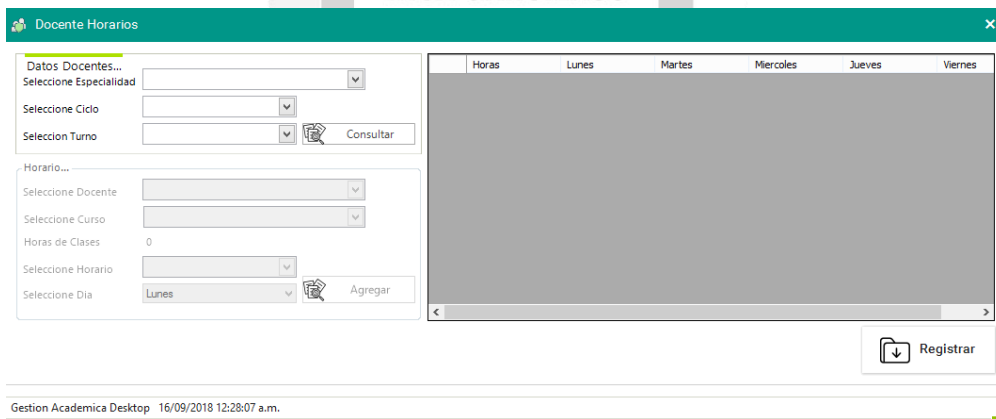 Docente Horarios
Datos Docentes...
Seleccione Especialidad
Seleccione Ciclo
Seleccion Turno
Consultar
Horario...
Seleccione Docente
Seleccione Curso
Horas de Clases 0
Seleccione Horario
Seleccione Dia Lunes
Agregar
Horas Lunes Martes Miercoles Jueves Viernes
Registrar
Gestion Academica Desktop 16/09/2018 12:28:07 a.m.